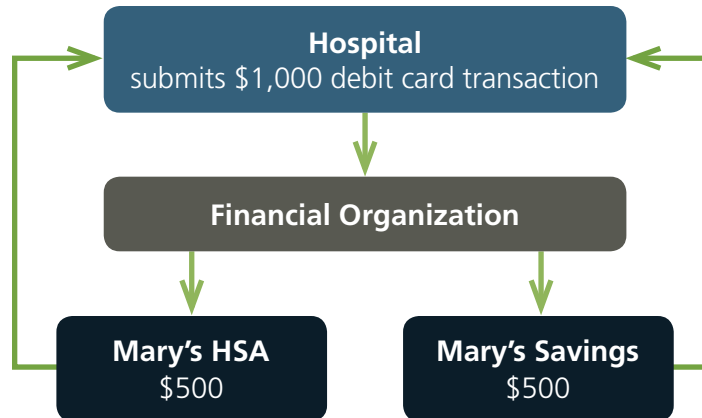 Hospital
submits $1,000 debit card transaction
Financial Organization
Mary’s HSA
$500
Mary’s Savings
$500